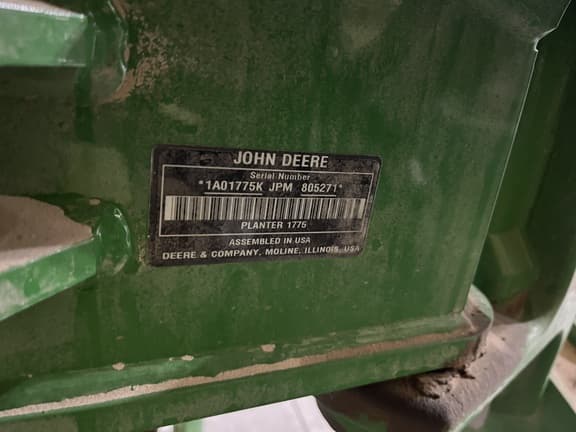 JOHN DEERE
Serial Number
*1A01775K JPM 805271*
PLANTER 1775
ASSEMBLED IN USA
DEERE & COMPANY, MOLINE, ILLINOIS, USA